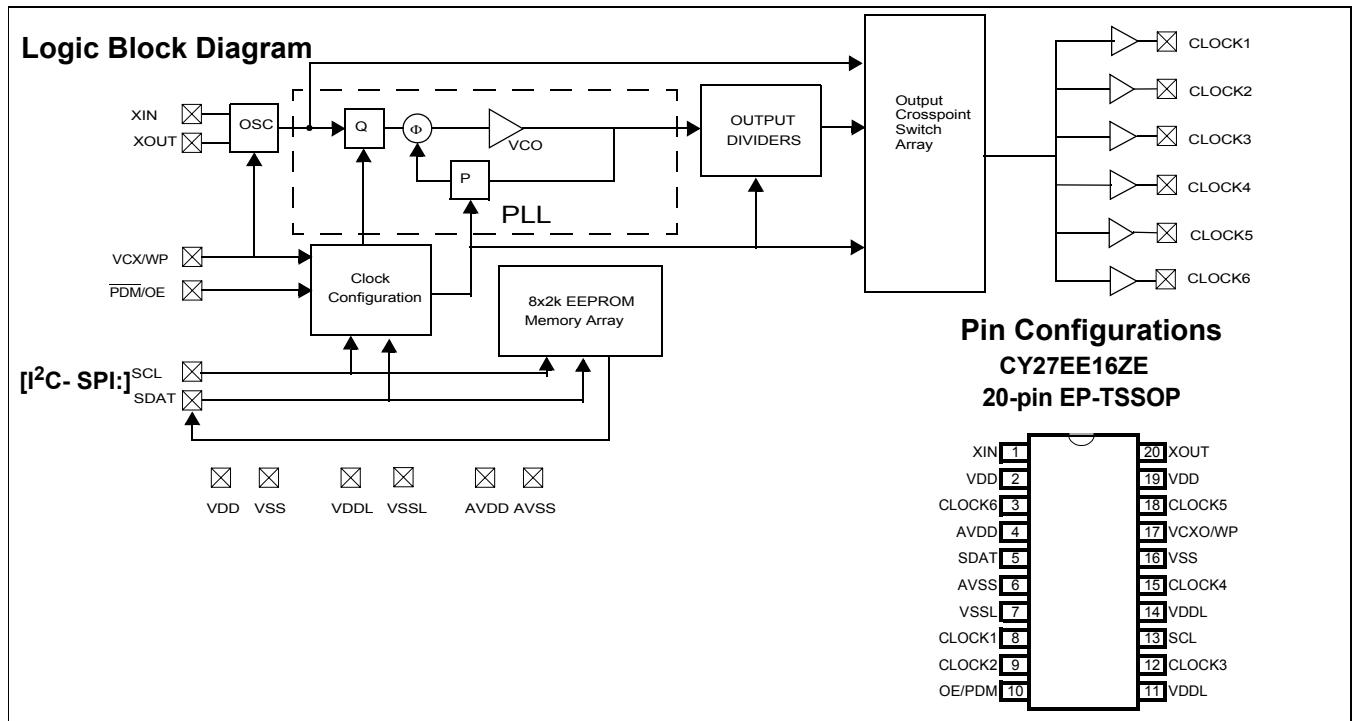 Logic Block Diagram
XIN
XOUT
OSC
Q
Φ
VCO
P
PLL
OUTPUT
DIVIDERS
Output
Crosspoint
Switch
Array
CLOCK1
CLOCK2
CLOCK3
CLOCK4
CLOCK5
CLOCK6
VCX/WP
PDM/OE
Clock
Configuration
8x2k EEPROM
Memory Array
[I²C- SPI:]
SCL
SDAT
VDD VSS VDDL VSSL AVDD AVSS
Pin Configurations
CY27EE16ZE
20-pin EP-TSSOP
XIN 1 20 XOUT
VDD 2 19 VDD
CLOCK6 3 18 CLOCK5
AVDD 4 17 VCXO/WP
SDAT 5 16 VSS
AVSS 6 15 CLOCK4
VSSL 7 14 VDDL
CLOCK1 8 13 SCL
CLOCK2 9 12 CLOCK3
OE/PDM 10 11 VDDL